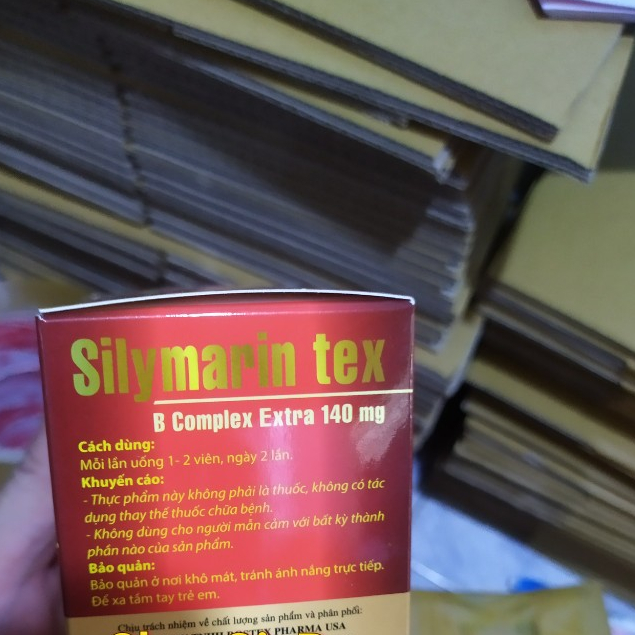 Silymarin tex
B Complex Extra 140 mg
Cách dùng:
Mỗi lần uống 1- 2 viên, ngày 2 lần.
Khuyến cáo:
- Thực phẩm này không phải là thuốc, không có tác
dụng thay thế thuốc chữa bệnh.
- Không dùng cho người mẫn cảm với bất kỳ thành
phần nào của sản phẩm.
Bảo quản:
Bảo quản ở nơi khô mát, tránh ánh nắng trực tiếp.
Để xa tầm tay trẻ em.
Chịu trách nhiệm về chất lượng sản phẩm và phân phối:
PHARMA USA